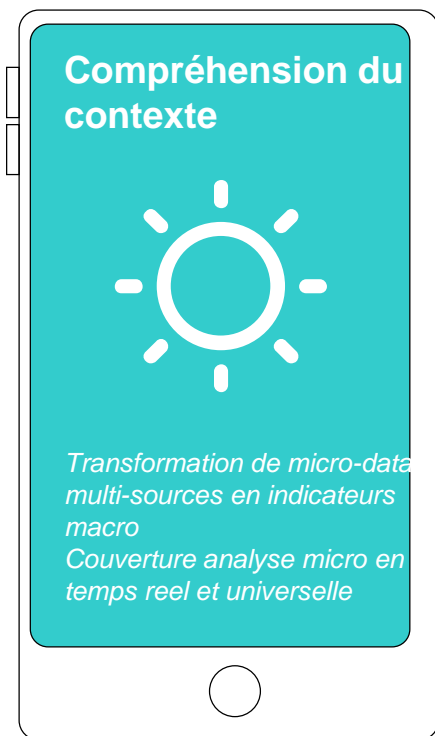 Compréhension du
contexte
Transformation de micro-data
multi-sources en indicateurs
macro
Couverture analyse micro en
temps reel et universelle